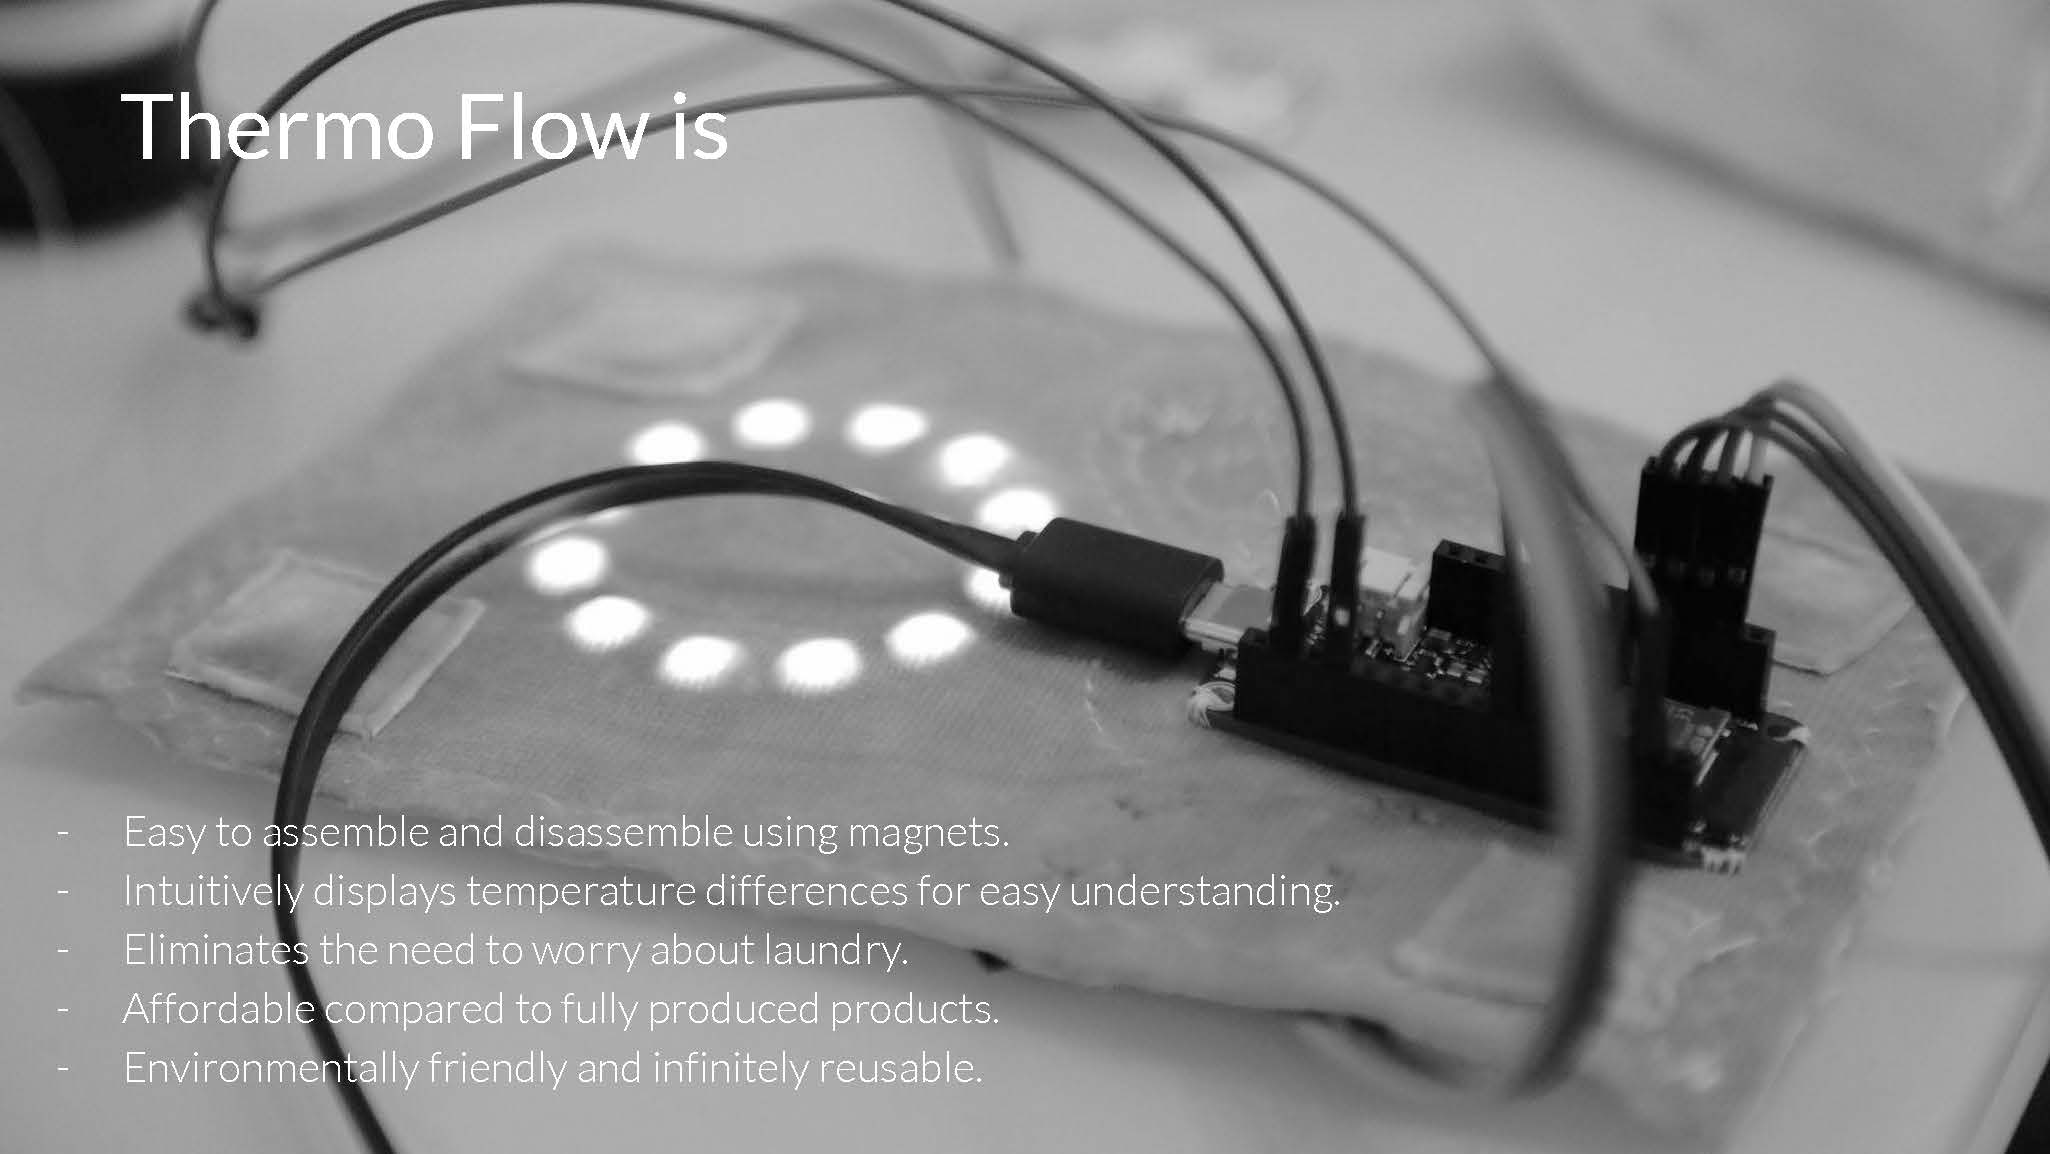 Thermo Flow is
- Easy to assemble and disassemble using magnets.
- Intuitively displays temperature differences for easy understanding.
- Eliminates the need to worry about laundry.
- Affordable compared to fully produced products.
- Environmentally friendly and infinitely reusable.